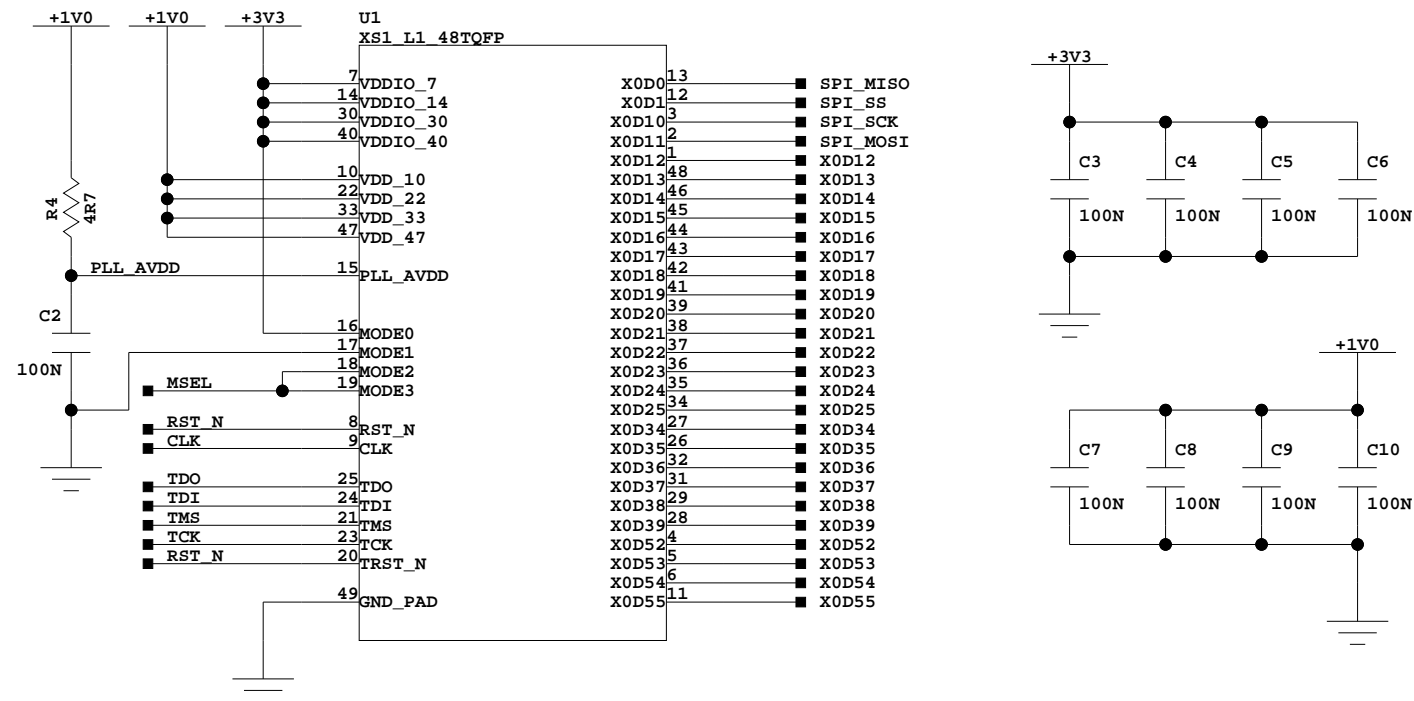 +1V0 +1V0 +3V3 U1
XS1_L1_48TQFP
+3V3
7 VDDIO_7 X0D0 13 SPI_MISO
14 VDDIO_14 X0D1 12 SPI_SS
30 VDDIO_30 X0D10 3 SPI_SCK
40 VDDIO_40 X0D11 2 SPI_MOSI
X0D12 1 X0D12
C3 C4 C5 C6
10 VDD_10 X0D13 48 X0D13
22 VDD_22 X0D14 46 X0D14
R4 4R7
33 VDD_33 X0D15 45 X0D15
100N 100N 100N 100N
47 VDD_47 X0D16 44 X0D16
X0D17 43 X0D17
PLL_AVDD 15 PLL_AVDD X0D18 42 X0D18
X0D19 41 X0D19
C2 X0D20 39 X0D20
16 MODE0 X0D21 38 X0D21
17 MODE1 X0D22 37 X0D22
+1V0
100N 18 MODE2 X0D23 36 X0D23
MSEL 19 MODE3 X0D24 35 X0D24
X0D25 34 X0D25
RST_N 8 RST_N X0D34 27 X0D34
CLK 9 CLK X0D35 26 X0D35
C7 C8 C9 C10
X0D36 32 X0D36
TDO 25 TDO X0D37 31 X0D37
TDI 24 TDI X0D38 29 X0D38
100N 100N 100N 100N
TMS 21 TMS X0D39 28 X0D39
TCK 23 TCK X0D52 4 X0D52
RST_N 20 TRST_N X0D53 5 X0D53
X0D54 6 X0D54
49 GND_PAD X0D55 11 X0D55